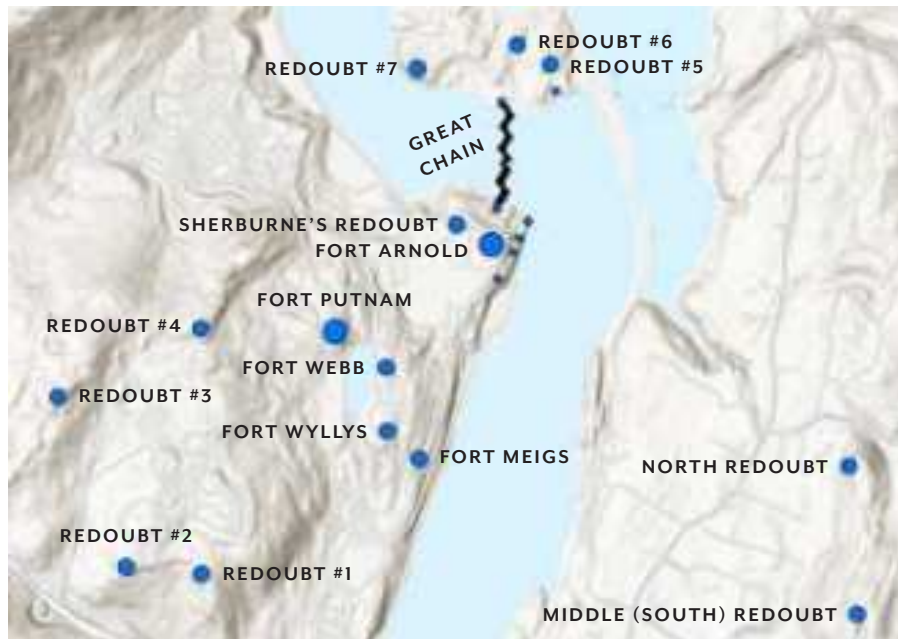 REDOUBT #6
REDOUBT #7
REDOUBT #5
GREAT
CHAIN
SHERBURNE'S REDOUBT
FORT ARNOLD
FORT PUTNAM
REDOUBT #4
FORT WEBB
REDOUBT #3
FORT WYLLYS
FORT MEIGS
NORTH REDOUBT
REDOUBT #2
REDOUBT #1
MIDDLE (SOUTH) REDOUBT